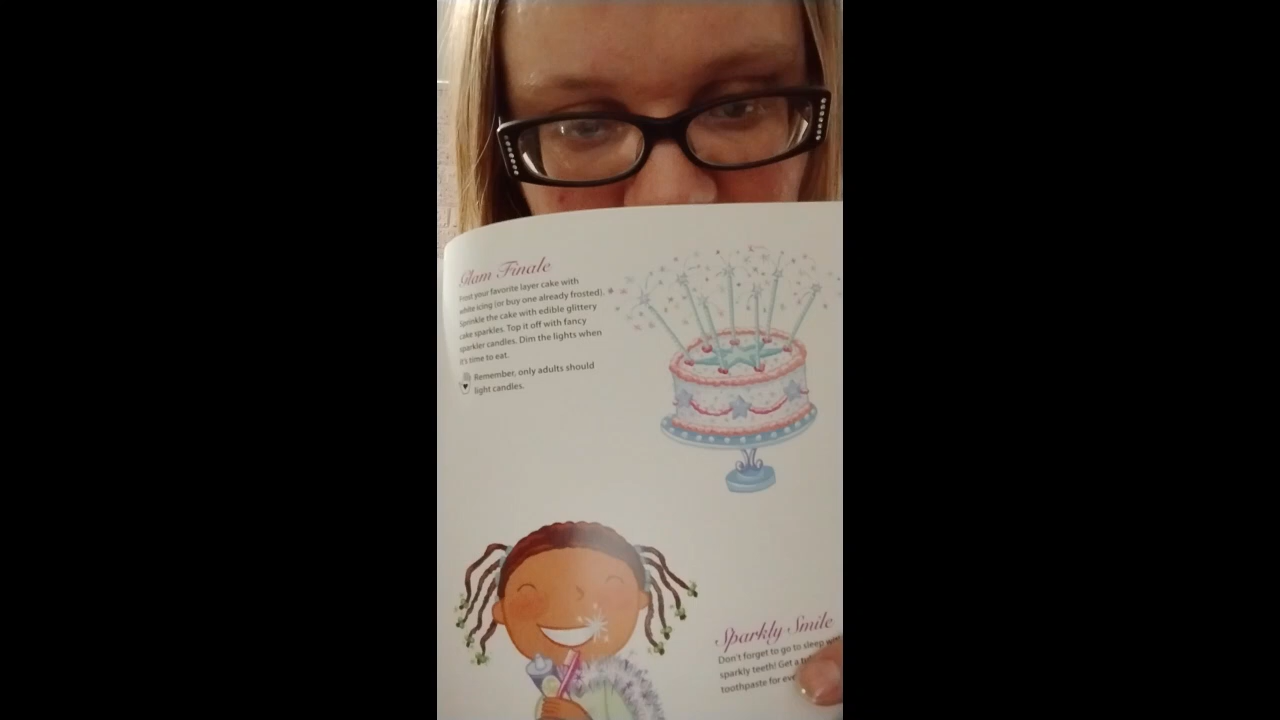 Glam Finale
Frost your favorite layer cake with
white icing (or buy one already frosted).
Sprinkle the cake with edible glittery
cake sparkles. Top it off with fancy
sparkler candles. Dim the lights when
it's time to eat.
Remember, only adults should
light candles.
Sparkly Smile
Don't forget to go to sleep with
sparkly teeth! Get a
toothpaste for